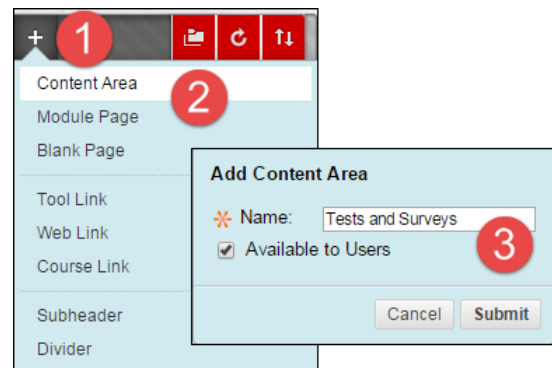 + 1
Content Area
2
Module Page
Blank Page
Tool Link
Web Link
Course Link
Subheader
Divider
Add Content Area
* Name: Tests and Surveys
Available to Users
3
Cancel Submit